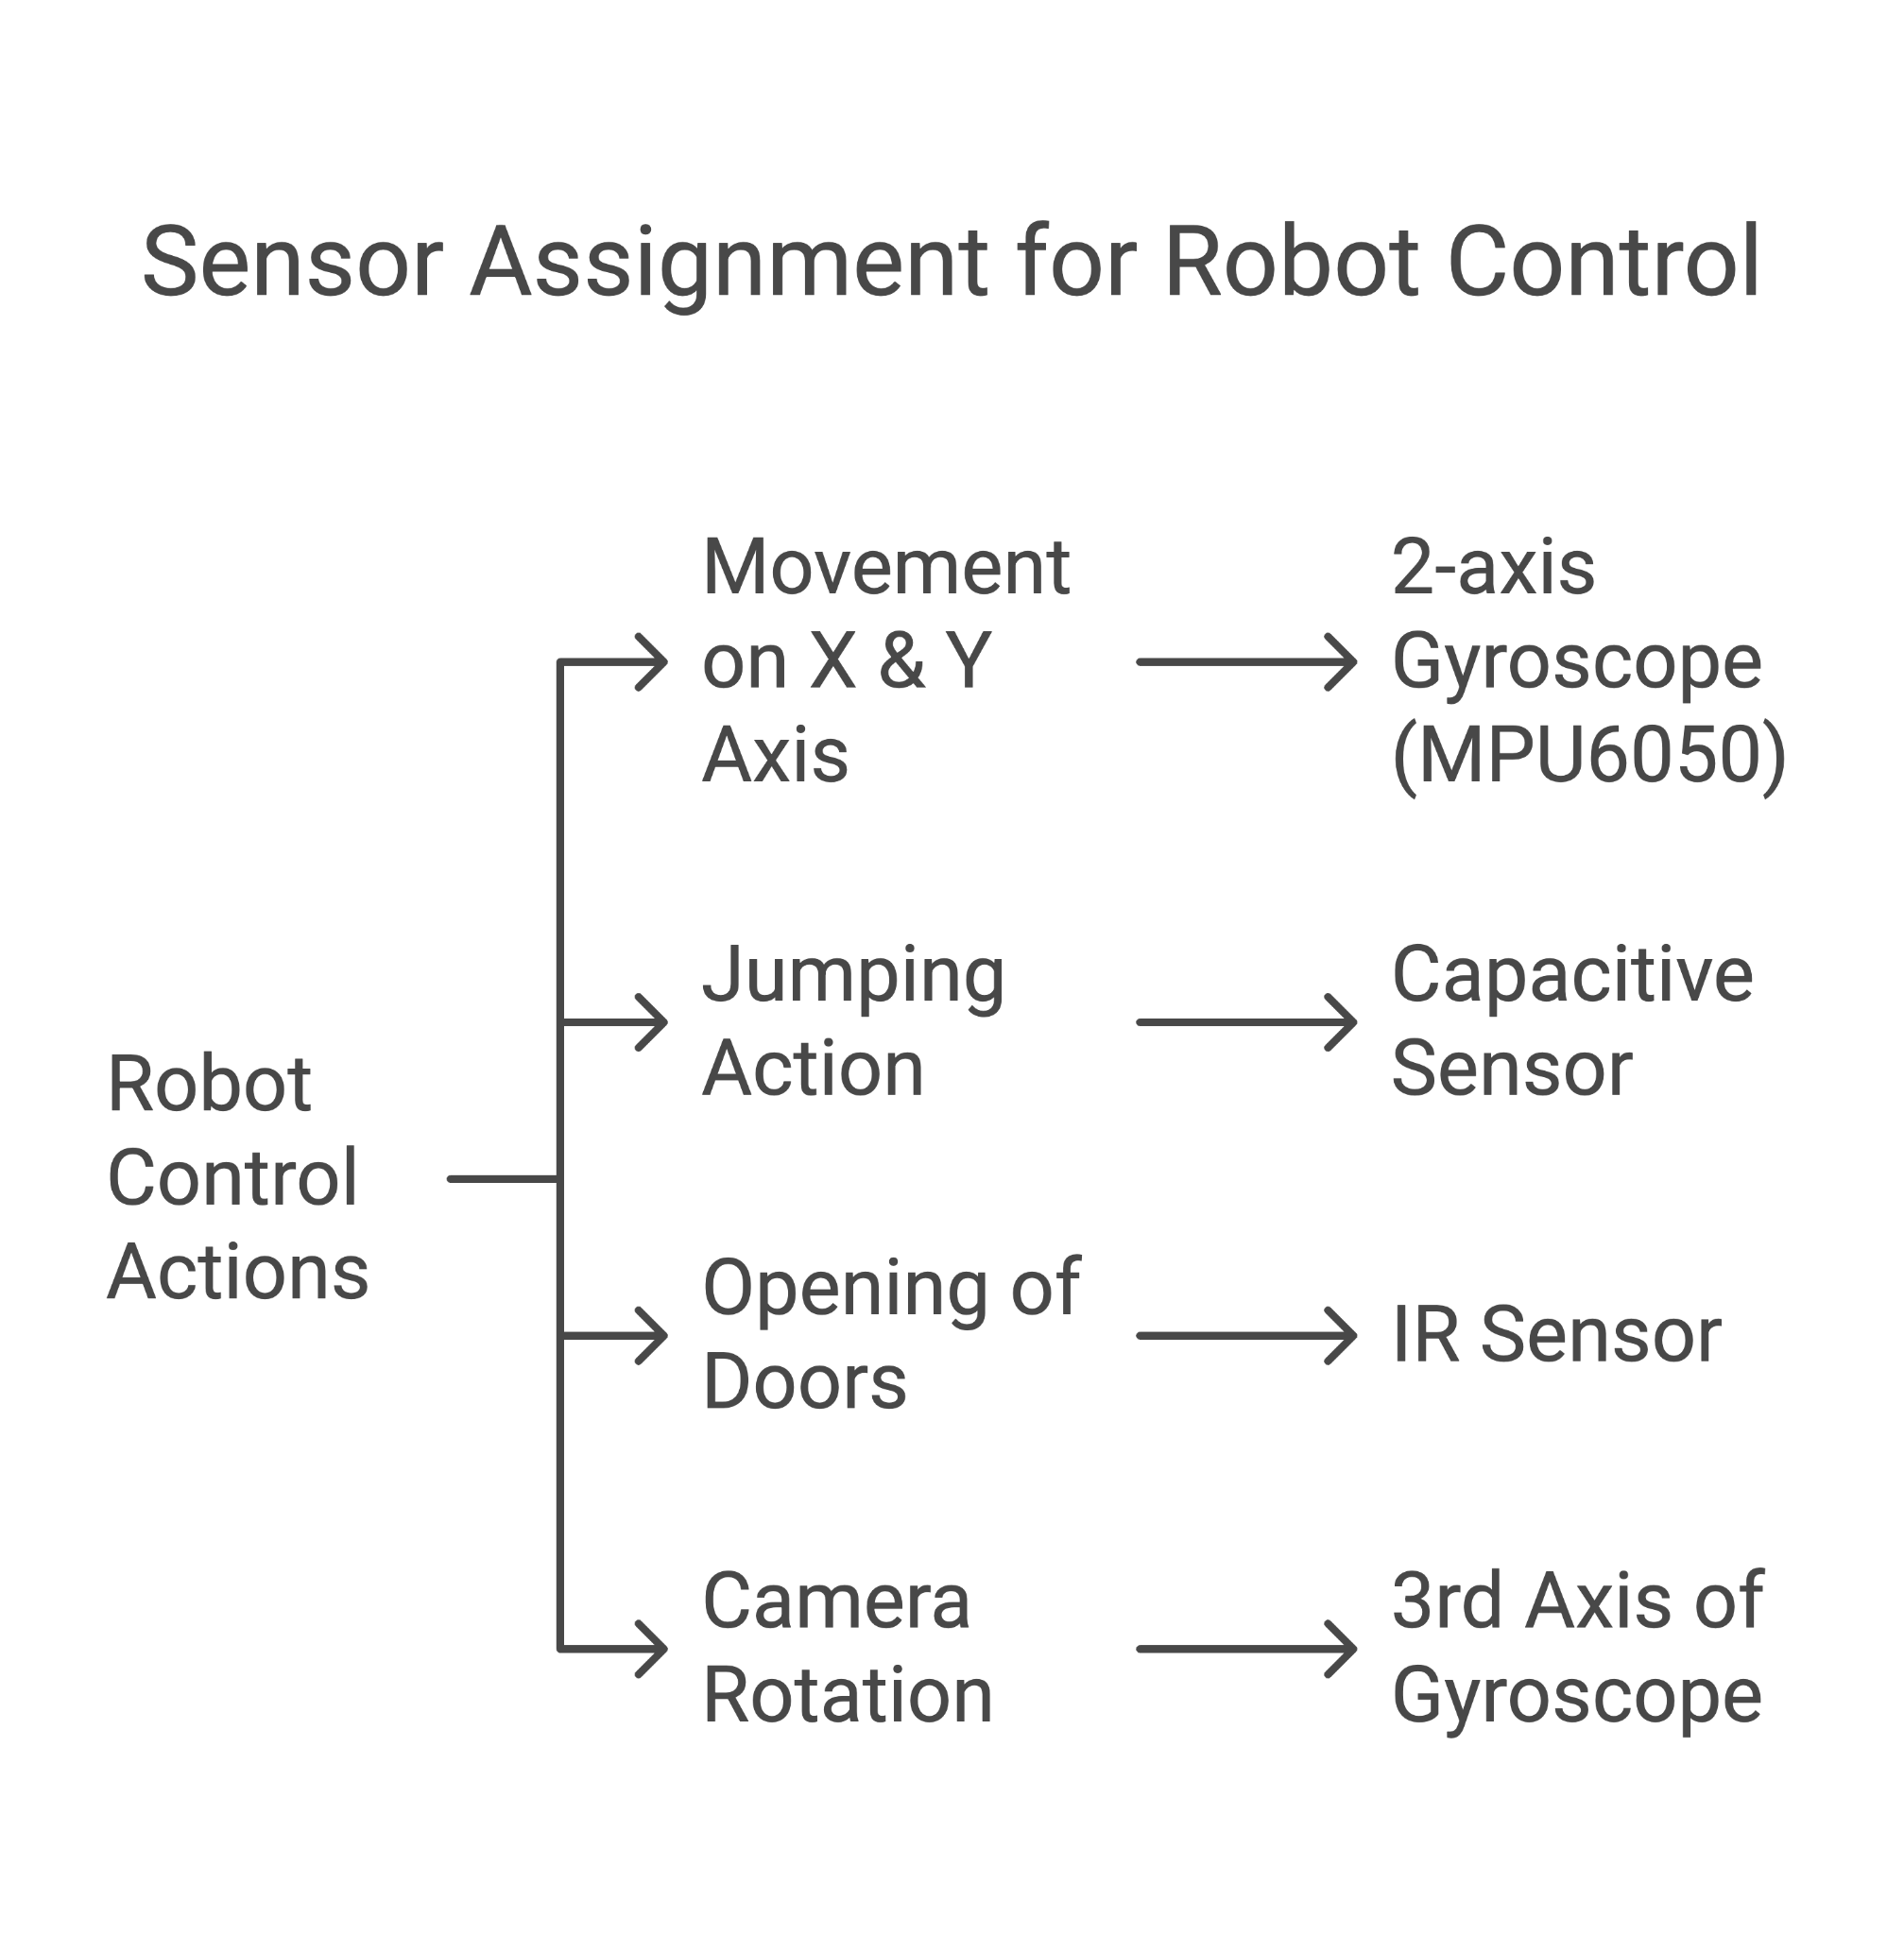 Sensor Assignment for Robot Control
Movement
on X & Y
Axis
2-axis
Gyroscope
(MPU6050)
Jumping
Action
Capacitive
Sensor
Robot
Control
Actions
Opening of
Doors
IR Sensor
Camera
Rotation
3rd Axis of
Gyroscope